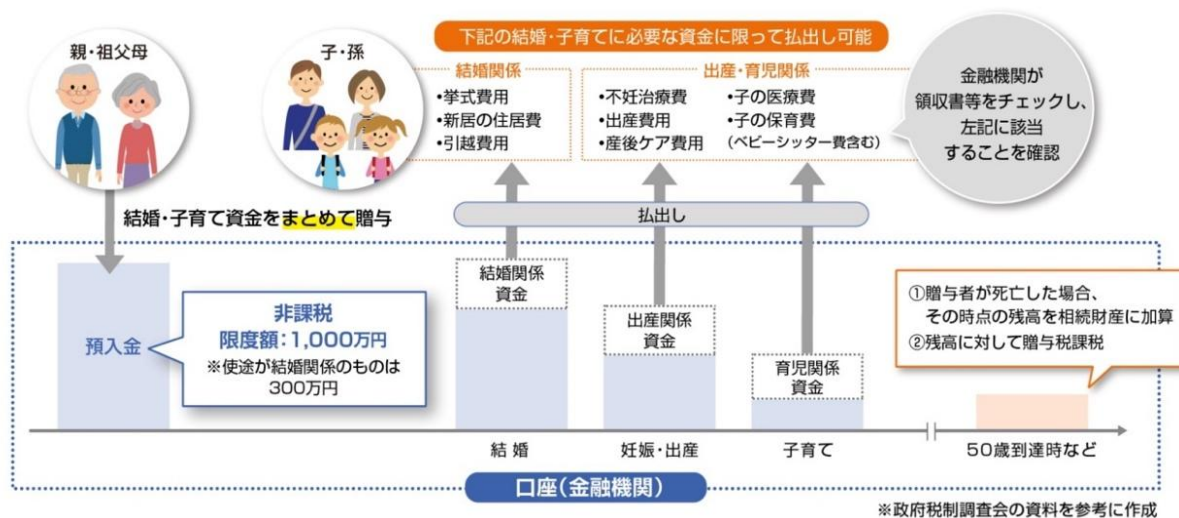 親・祖父母
子・孫
下記の結婚・子育てに必要な資金に限って払出し可能
結婚関係
・挙式費用
・新居の住居費
・引越費用
出産・育児関係
・不妊治療費
・出産費用
・産後ケア費用
・子の医療費
・子の保育費
(ベビーシッター費含む)
金融機関が
領収書等をチェックし、
左記に該当
することを確認
結婚・子育て資金をまとめて贈与
払出し
預入金
非課税
限度額：1,000万円
※使途が結婚関係のものは
300万円
結婚関係
資金
出産関係
資金
育児関係
資金
①贈与者が死亡した場合、
その時点の残高を相続財産に加算
②残高に対して贈与税課税
結婚
妊娠・出産
子育て
50歳到達時など
口座(金融機関)
※政府税制調査会の資料を参考に作成